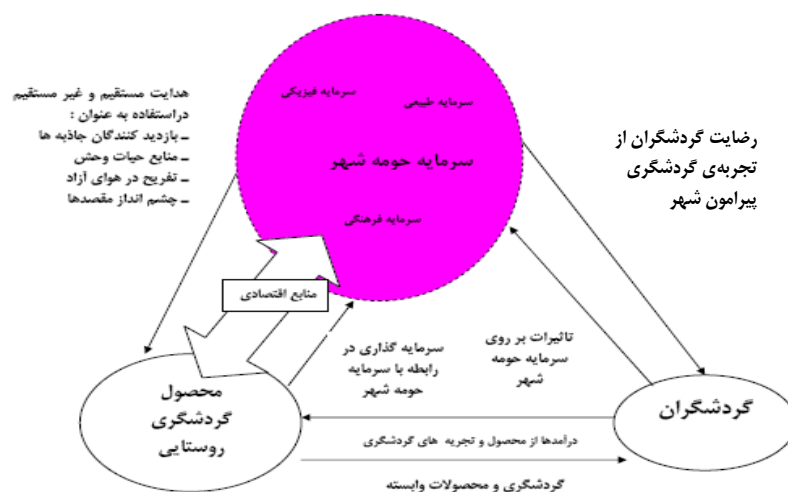 هدایت مستقیم و غیر مستقیم
دراستفاده به عنوان :
ـ بازدید کنندگان جاذبه ها
ـ منابع حیات وحش
ـ تفریح در هوای آزاد
ـ چشم انداز مقصدها
سرمایه فیزیکی
سرمایه طبیعی
سرمایه حومه شهر
سرمایه فرهنگی
رضایت گردشگران از
تجربه‌ی گردشگری
پیرامون شهر
منابع اقتصادی
سرمایه گذاری در
رابطه با سرمایه
حومه شهر
تاثیرات بر روی
سرمایه حومه
شهر
محصول
گردشگری
روستایی
گردشگران
درآمدها از محصول و تجربه های گردشگری
گردشگری و محصولات وابسته